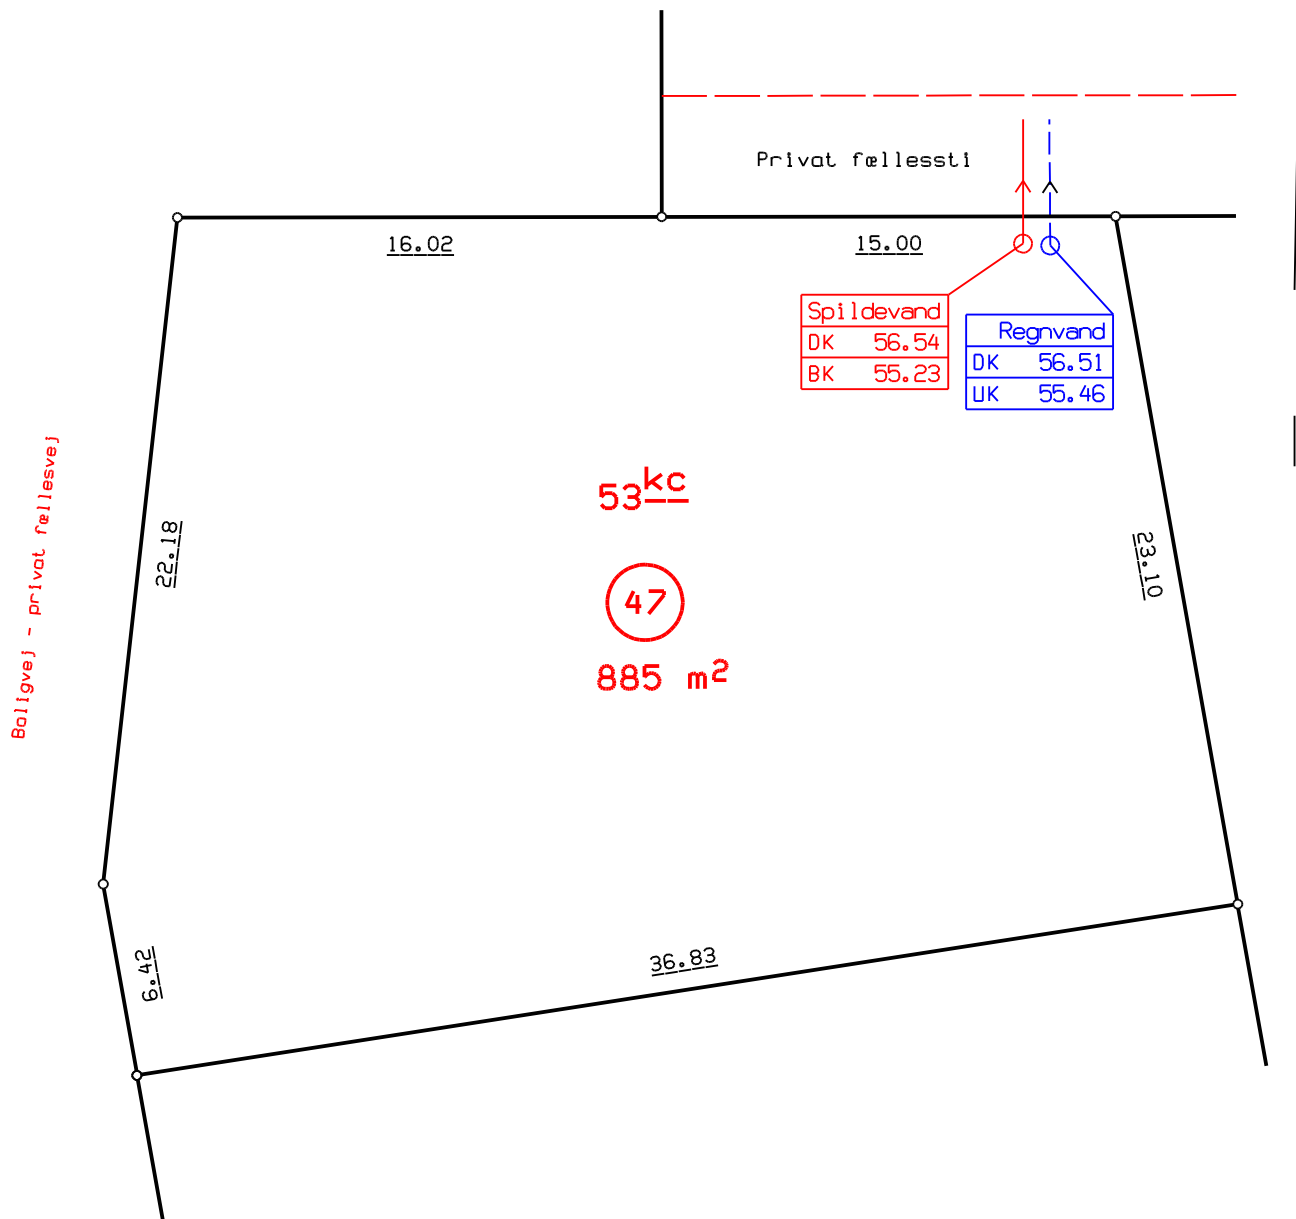 Privat fællessti
16.02
15.00
Spildevand
DK 56.54
BK 55.23
Regnvand
DK 56.51
UK 55.46
53kc
22.18
23.10
Boligvej - privat fællesvej
47
885 m²
6.42
36.83